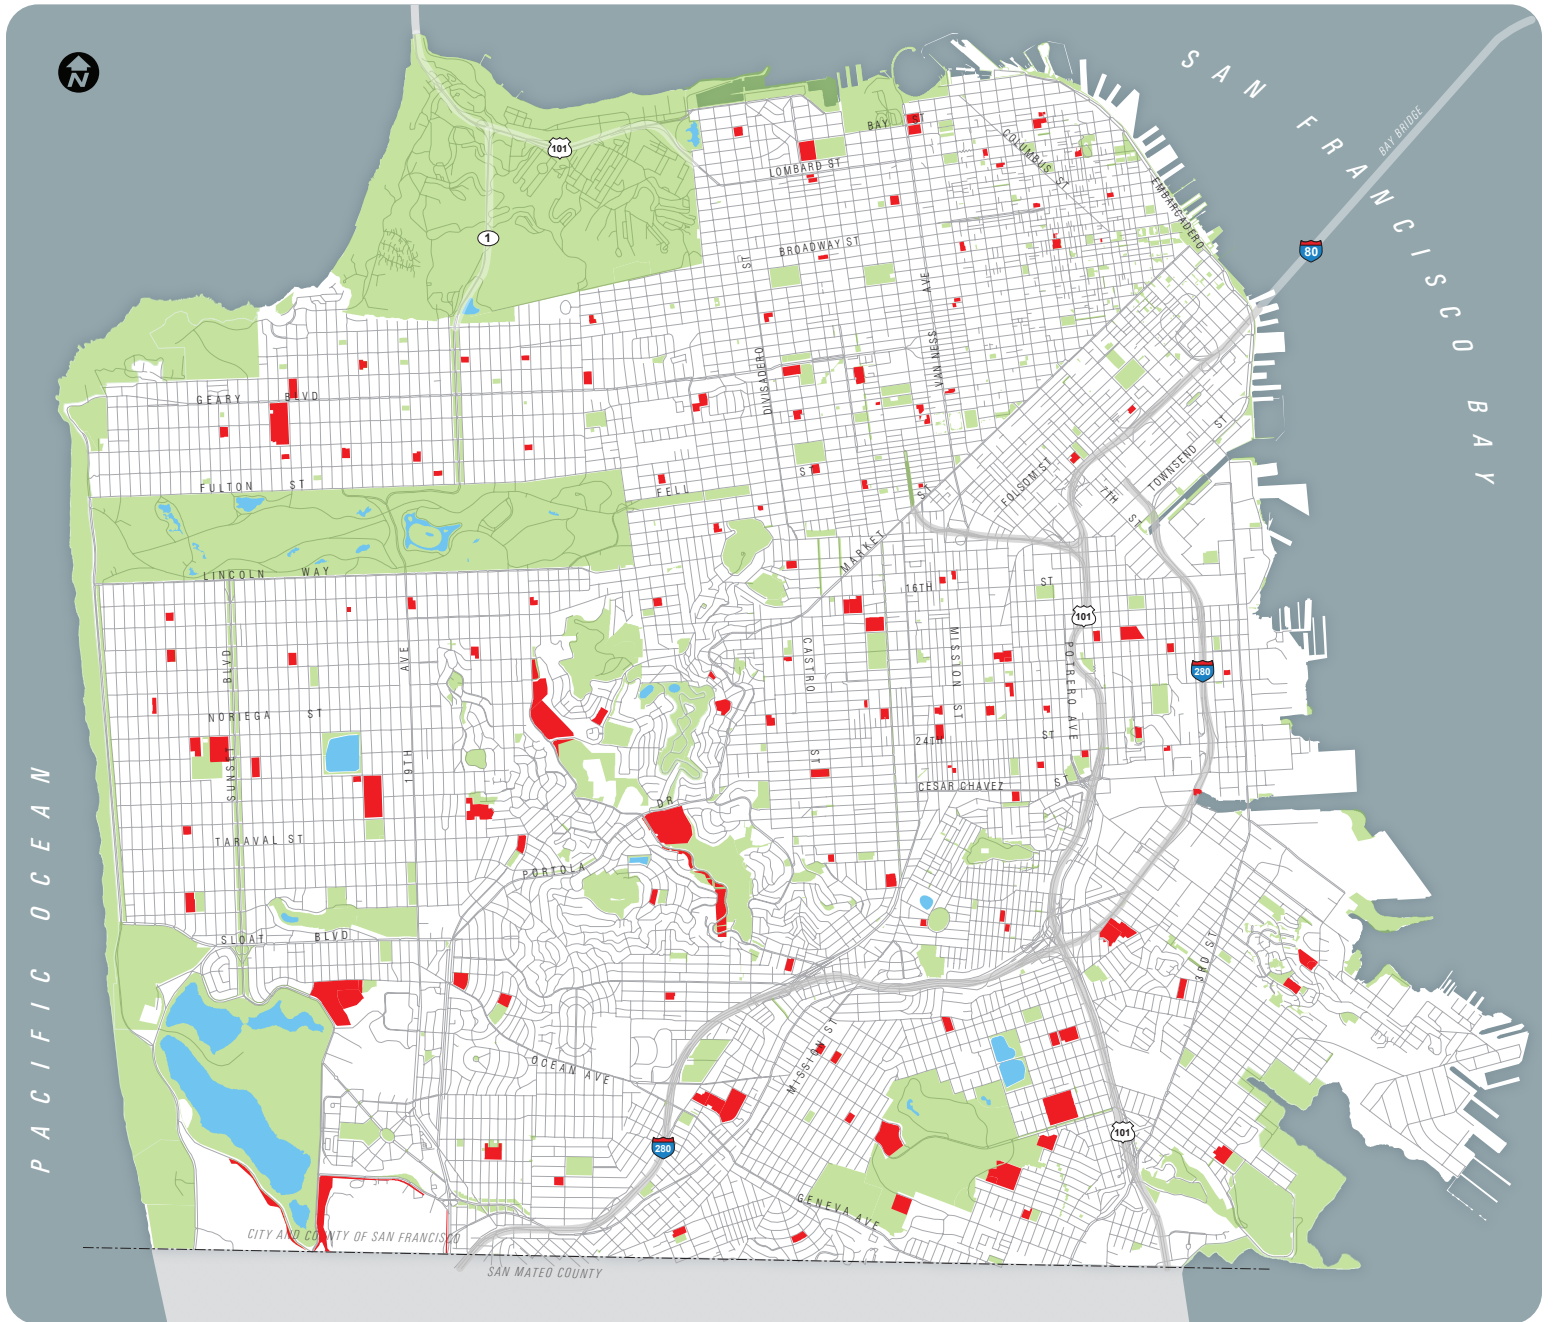 N
SAN FRANCISCO BAY
BAY BRIDGE
101
BAY ST
COLUMBUS ST
LOMBARD ST
EMBARCADERO
1
BROADWAY ST
80
DIVISADERO ST
VAN NESS AVE
GEARY BLVD
FULTON ST
FELL ST
FOLSOM ST
TOWNSEND ST
7TH ST
MARKET ST
LINCOLN WAY
16TH ST
101
SUNSET BLVD
19TH AVE
CASTRO ST
MISSION ST
POTRERO AVE
280
NORIEGA ST
24TH ST
CESAR CHAVEZ ST
PACIFIC OCEAN
TARAVAL ST
PORTOLA DR
SLOAT BLVD
3RD ST
OCEAN AVE
MISSION ST
280
101
GENEVA AVE
CITY AND COUNTY OF SAN FRANCISCO
SAN MATEO COUNTY